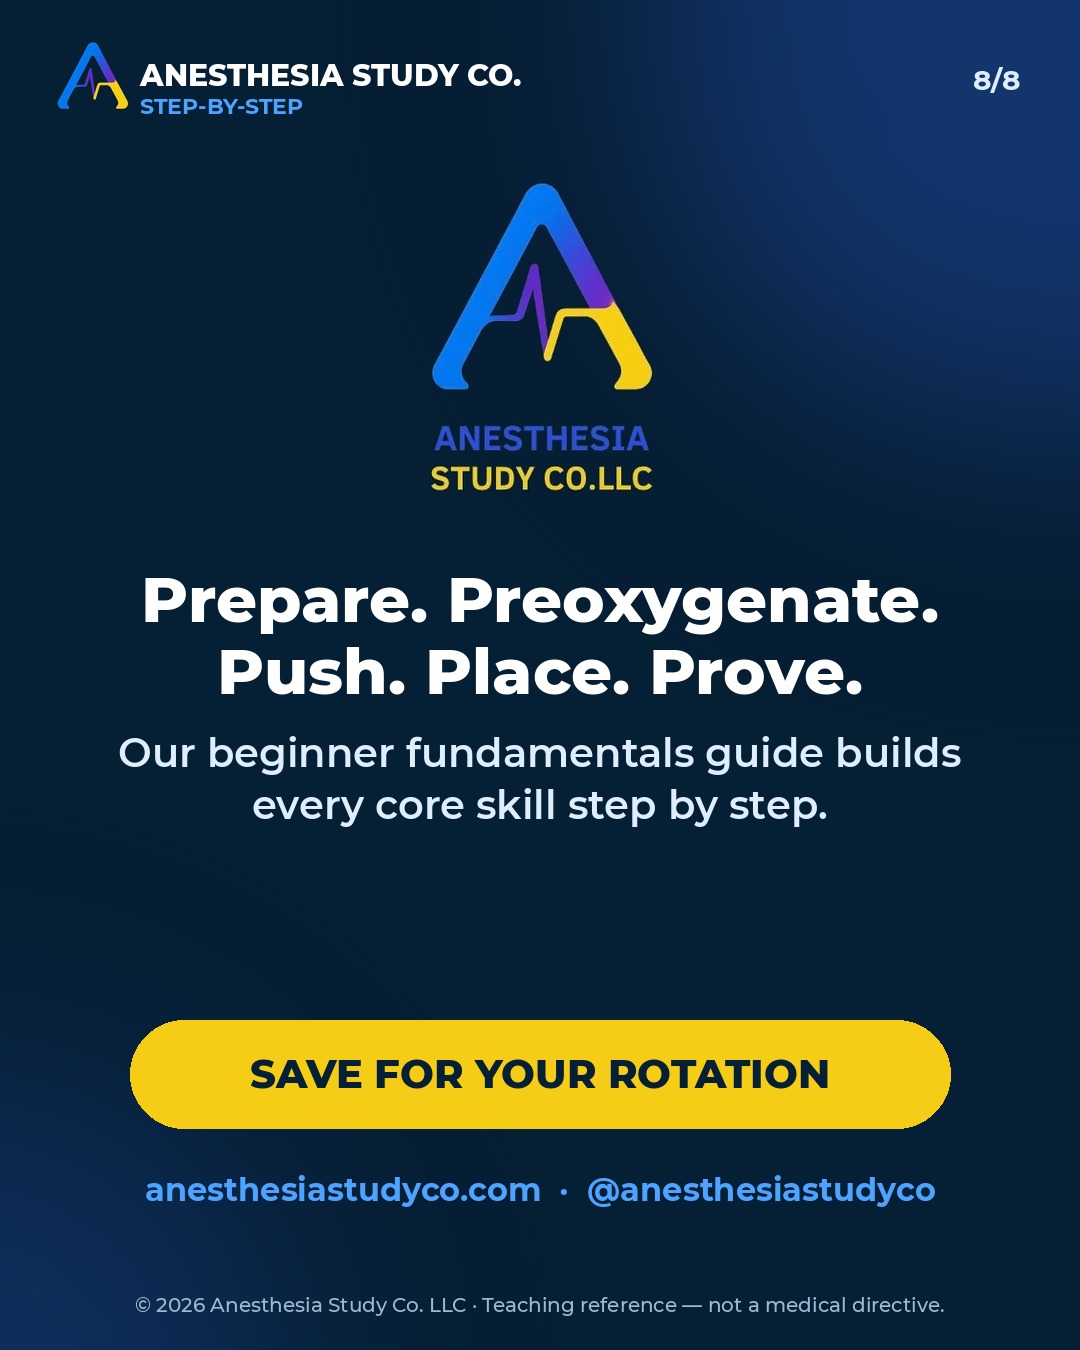 ANESTHESIA STUDY CO.
STEP-BY-STEP
8/8
ANESTHESIA
STUDY CO.LLC
Prepare. Preoxygenate.
Push. Place. Prove.
Our beginner fundamentals guide builds
every core skill step by step.
SAVE FOR YOUR ROTATION
anesthesiastudyco.com · @anesthesiastudyco
© 2026 Anesthesia Study Co. LLC · Teaching reference — not a medical directive.